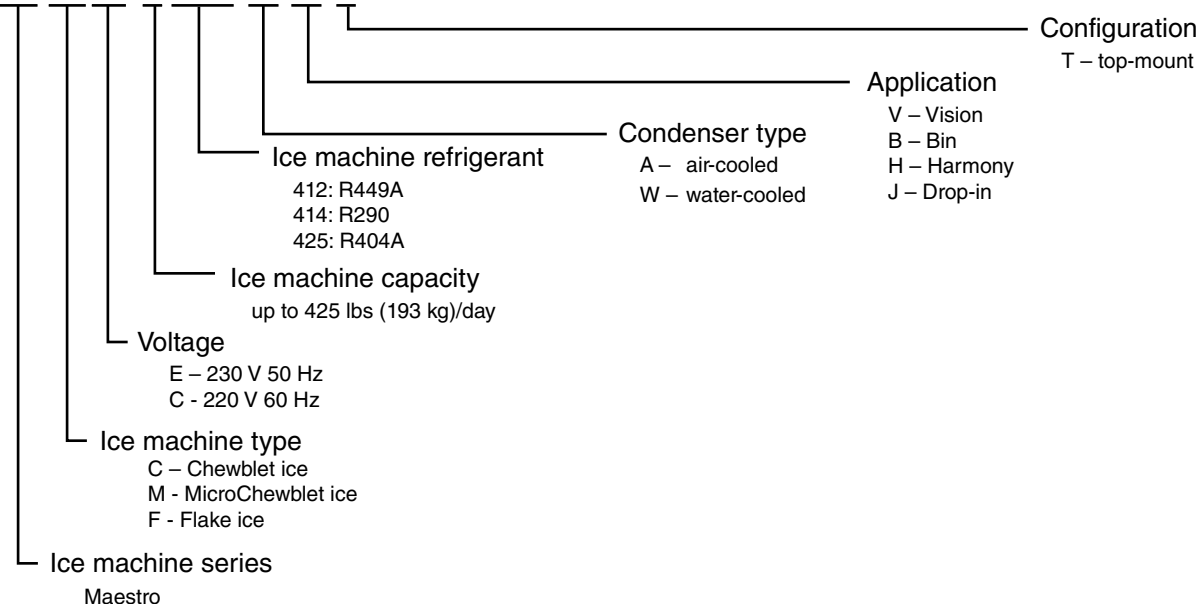 Configuration
T – top-mount
Application
V – Vision
B – Bin
H – Harmony
J – Drop-in
Condenser type
A – air-cooled
W – water-cooled
Ice machine refrigerant
412: R449A
414: R290
425: R404A
Ice machine capacity
up to 425 lbs (193 kg)/day
Voltage
E – 230 V 50 Hz
C - 220 V 60 Hz
Ice machine type
C – Chewblet ice
M - MicroChewblet ice
F - Flake ice
Ice machine series
Maestro